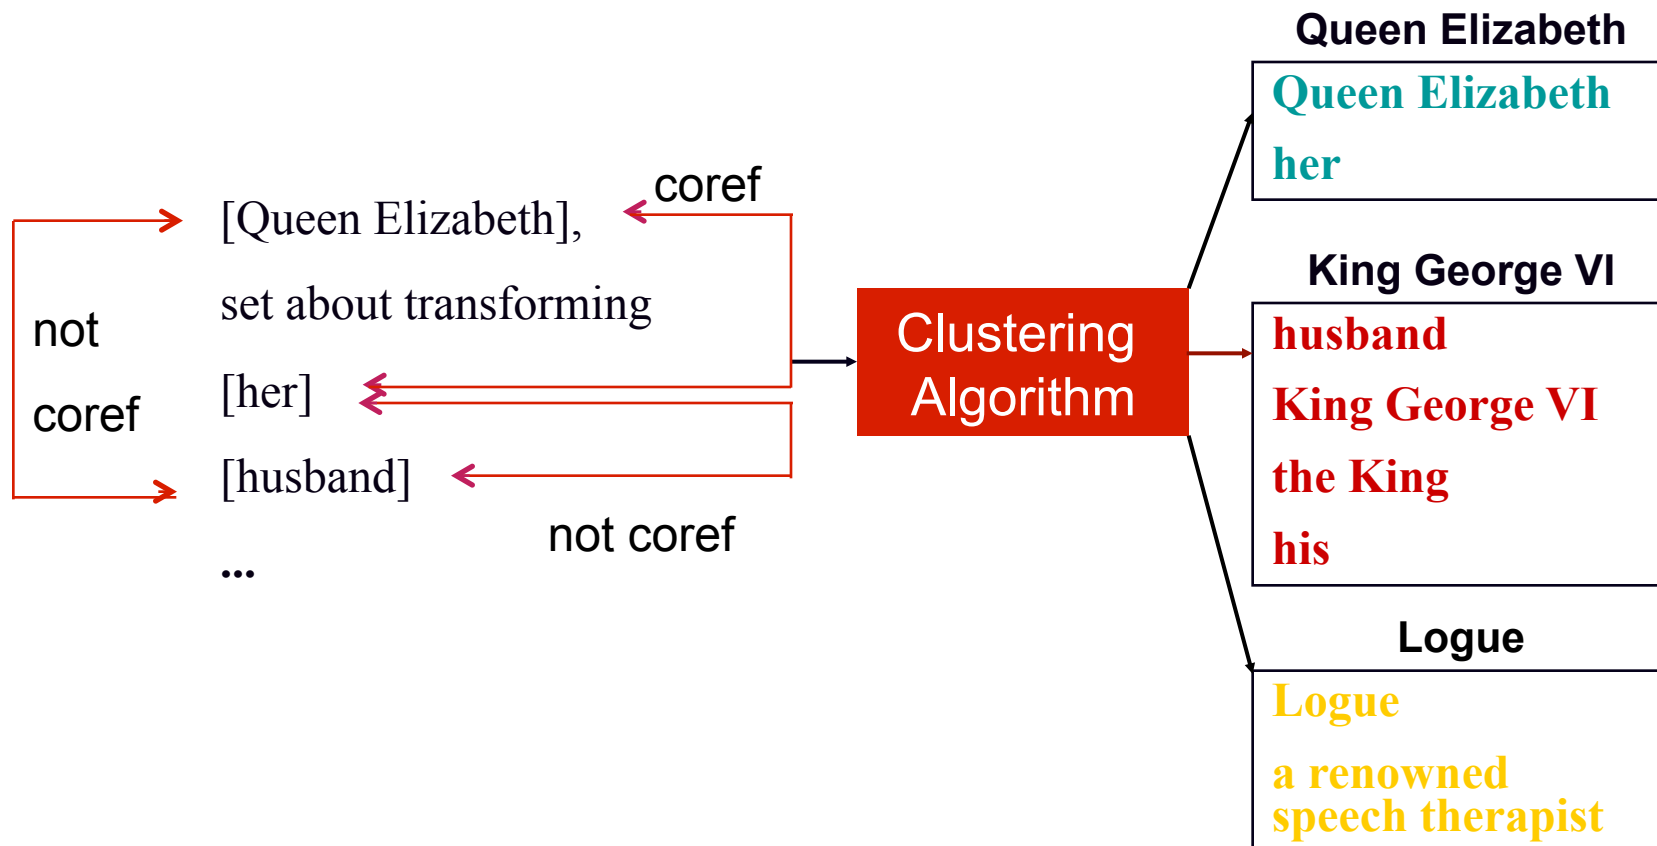 coref
[Queen Elizabeth],
set about transforming
not
coref
[her]
[husband]
not coref
...
Clustering
Algorithm
Queen Elizabeth
Queen Elizabeth
her
King George VI
husband
King George VI
the King
his
Logue
Logue
a renowned
speech therapist